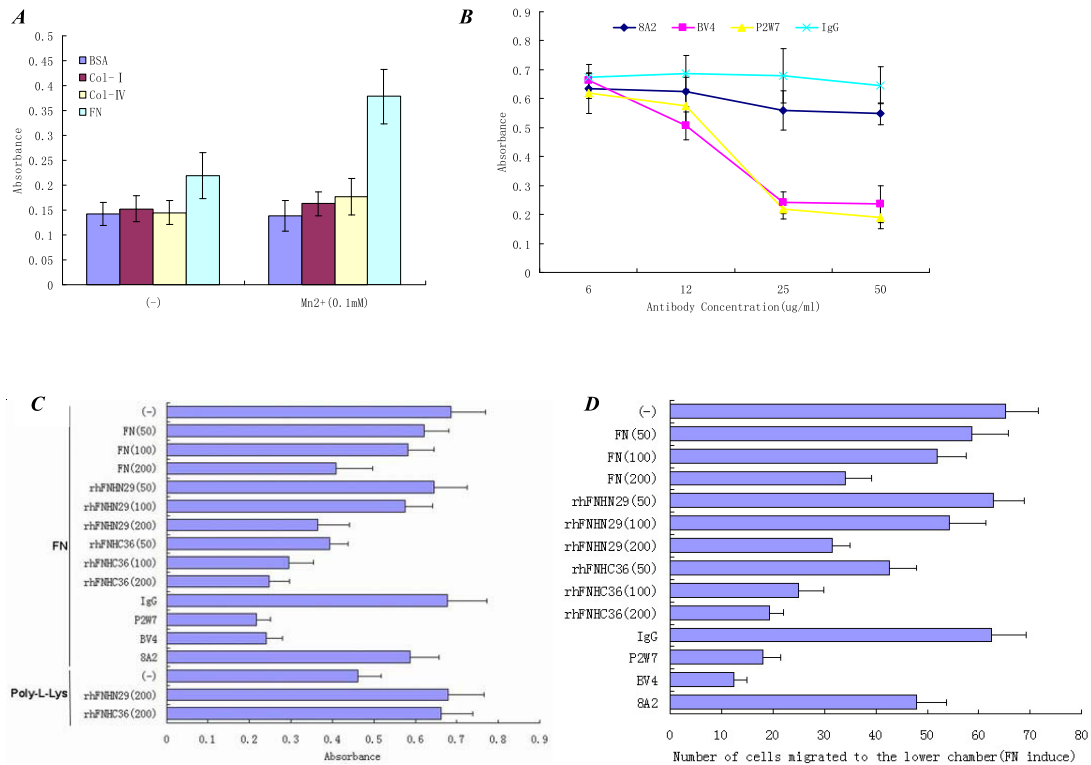 A
0.5
0.45
0.4
0.35
0.3
0.25
0.2
0.15
0.1
0.05
0
Absorbance
BSA
Col-Ⅰ
Col-Ⅳ
FN
(-)
Mn2+(0.1mM)
B
8A2 BV4 P2W7 IgG
0.9
0.8
0.7
0.6
0.5
0.4
0.3
0.2
0.1
0
Absorbance
6 12 25 50
Antibody Concentration(ug/ml)
C
FN
(-)
FN(50)
FN(100)
FN(200)
rhFNHN29(50)
rhFNHN29(100)
rhFNHN29(200)
rhFNHC36(50)
rhFNHC36(100)
rhFNHC36(200)
IgG
P2W7
BV4
8A2
Poly-L-Lys
(-)
rhFNHN29(200)
rhFNHC36(200)
0 0.1 0.2 0.3 0.4 0.5 0.6 0.7 0.8 0.9
Absorbance
D
(-)
FN(50)
FN(100)
FN(200)
rhFNHN29(50)
rhFNHN29(100)
rhFNHN29(200)
rhFNHC36(50)
rhFNHC36(100)
rhFNHC36(200)
IgG
P2W7
BV4
8A2
0 10 20 30 40 50 60 70 80
Number of cells migrated to the lower chamber(FN induce)